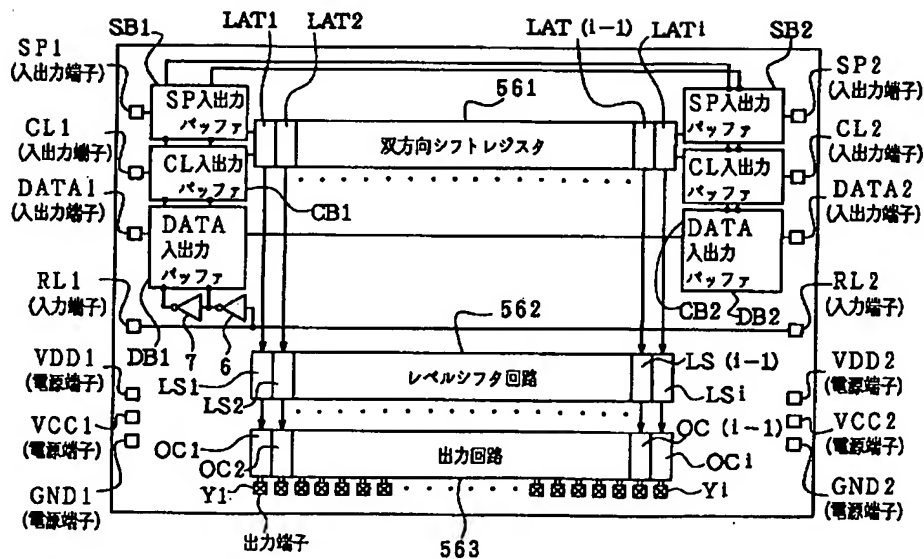 LAT1
LAT2
LAT (i-1)
LATi
SB1
SB2
SP1
(入出力端子)
SP入出力
バッファ
561
SP入出力
バッファ
SP2
(入出力端子)
CL1
(入出力端子)
CL入出力
バッファ
双方向シフトレジスタ
CL入出力
バッファ
CL2
(入出力端子)
DATA1
(入出力端子)
DATA
入出力
バッファ
CB1
DATA
入出力
バッファ
DATA2
(入出力端子)
RL1
(入力端子)
RL2
(入力端子)
DB1
7
6
562
CB2
DB2
VDD1
(電源端子)
LS1
LS2
レベルシフタ回路
LS (i-1)
LSi
VDD2
(電源端子)
VCC1
(電源端子)
OC1
OC2
出力回路
OC (i-1)
OCi
VCC2
(電源端子)
GND1
(電源端子)
Y1
出力端子
563
Yi
GND2
(電源端子)